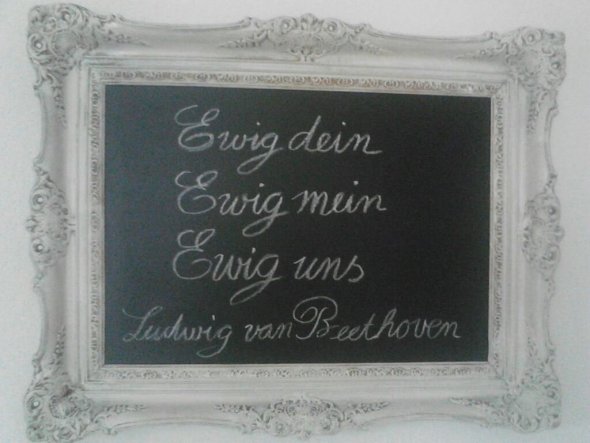 Ewig dein
Ewig mein
Ewig uns
Ludwig van Beethoven